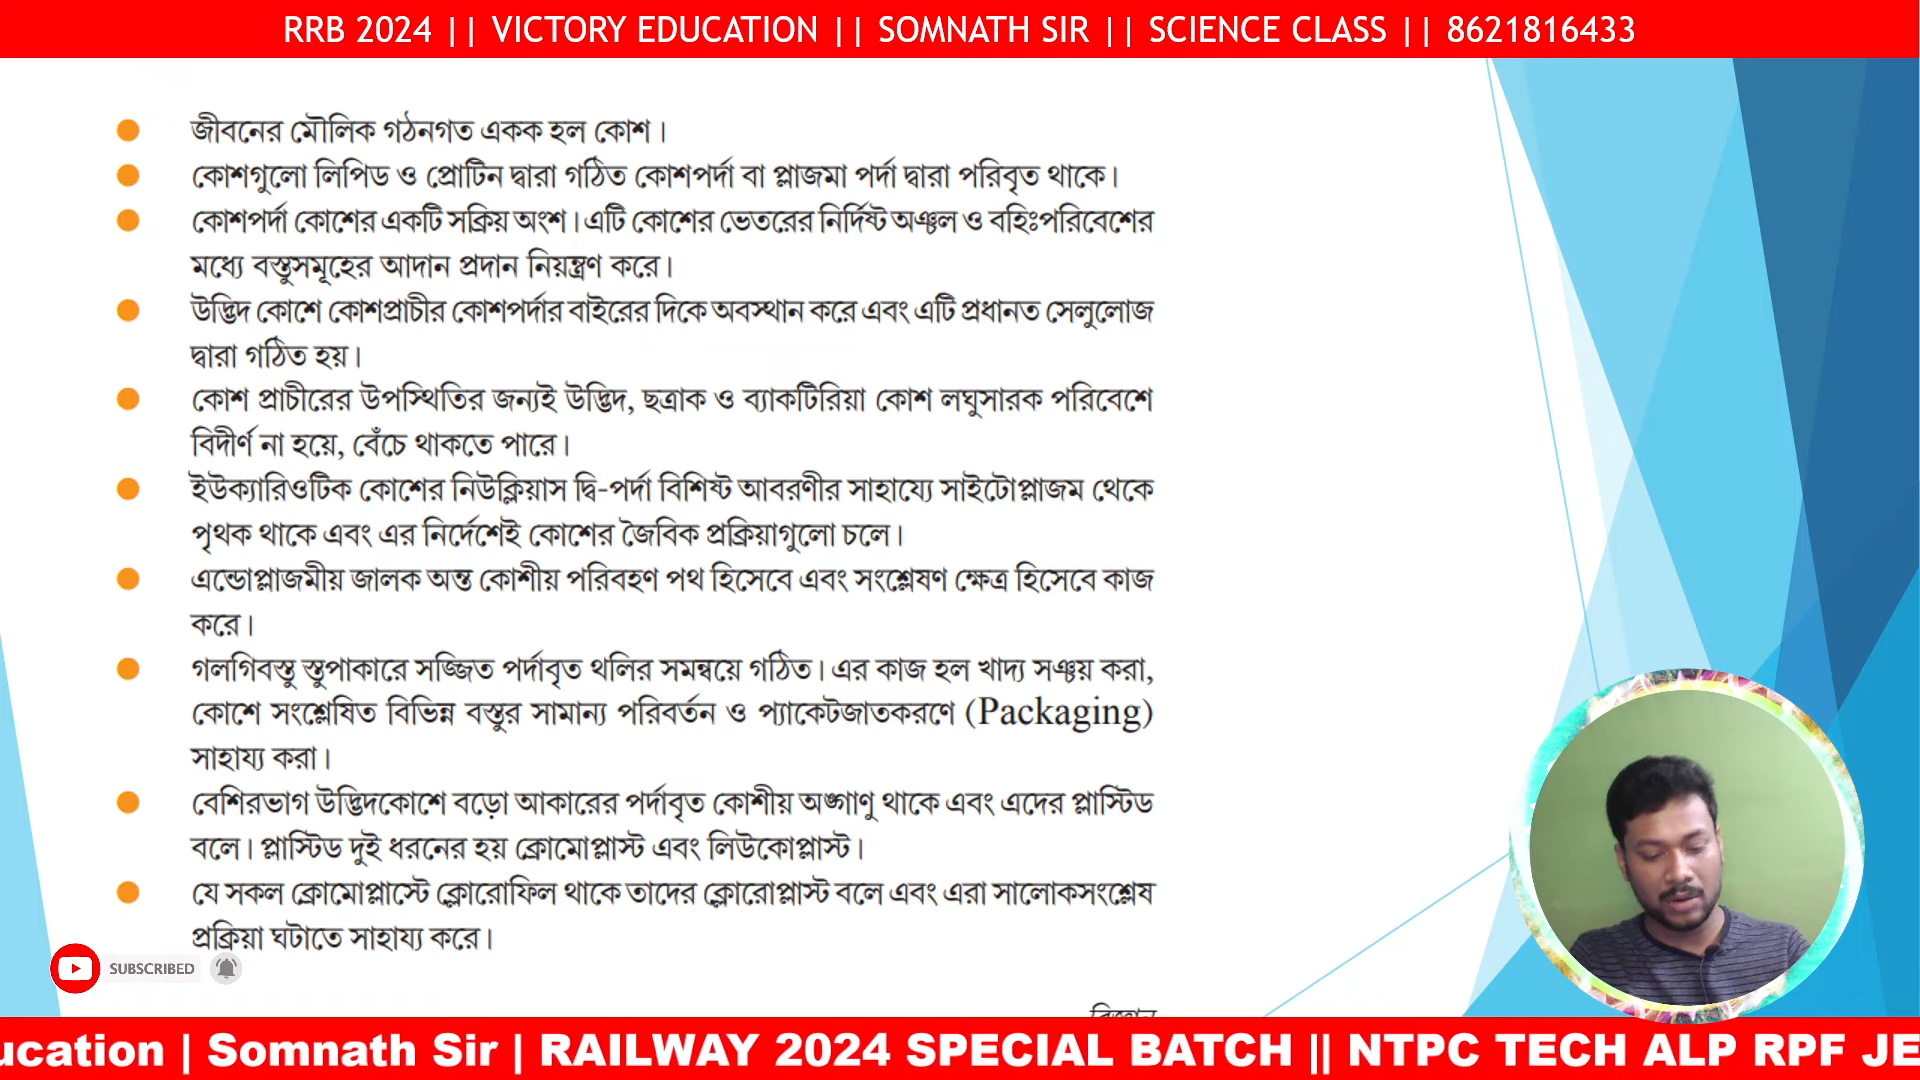 RRB 2024 || VICTORY EDUCATION || SOMNATH SIR || SCIENCE CLASS || 8621816433
জীবনের মৌলিক গঠনগত একক হল কোশ।
কোশগুলো লিপিড ও প্রোটিন দ্বারা গঠিত কোশপর্দা বা প্লাজমা পর্দা দ্বারা পরিবৃত থাকে।
কোশপর্দা কোশের একটি সক্রিয় অংশ। এটি কোশের ভেতরের নির্দিষ্ট অঞ্চল ও বহিঃপরিবেশের
মধ্যে বস্তুসমূহের আদান প্রদান নিয়ন্ত্রণ করে।
উদ্ভিদ কোশে কোশপ্রাচীর কোশপর্দার বাইরের দিকে অবস্থান করে এবং এটি প্রধানত সেলুলোজ
দ্বারা গঠিত হয়।
কোশ প্রাচীরের উপস্থিতির জন্যই উদ্ভিদ, ছত্রাক ও ব্যাকটিরিয়া কোশ লঘুসারক পরিবেশে
বিদীর্ণ না হয়ে, বেঁচে থাকতে পারে।
ইউক্যারিওটিক কোশের নিউক্লিয়াস দ্বি-পর্দা বিশিষ্ট আবরণীর সাহায্যে সাইটোপ্লাজম থেকে
পৃথক থাকে এবং এর নির্দেশেই কোশের জৈবিক প্রক্রিয়াগুলো চলে।
এন্ডোপ্লাজমীয় জালক অন্ত কোশীয় পরিবহণ পথ হিসেবে এবং সংশ্লেষণ ক্ষেত্র হিসেবে কাজ
করে।
গলগিবস্তু স্তুপাকারে সজ্জিত পর্দাবৃত থলির সমন্বয়ে গঠিত। এর কাজ হল খাদ্য সঞ্চয় করা,
কোশে সংশ্লেষিত বিভিন্ন বস্তুর সামান্য পরিবর্তন ও প্যাকেটজাতকরণে (Packaging)
সাহায্য করা।
বেশিরভাগ উদ্ভিদকোশে বড়ো আকারের পর্দাবৃত কোশীয় অঙ্গাণু থাকে এবং এদের প্লাস্টিড
বলে। প্লাস্টিড দুই ধরনের হয় ক্রোমোপ্লাস্ট এবং লিউকোপ্লাস্ট।
যে সকল ক্রোমোপ্লাস্টে ক্লোরোফিল থাকে তাদের ক্লোরোপ্লাস্ট বলে এবং এরা সালোকসংশ্লেষ
প্রক্রিয়া ঘটাতে সাহায্য করে।
SUBSCRIBED
বিজ্ঞান
ucation | Somnath Sir | RAILWAY 2024 SPECIAL BATCH || NTPC TECH ALP RPF JE